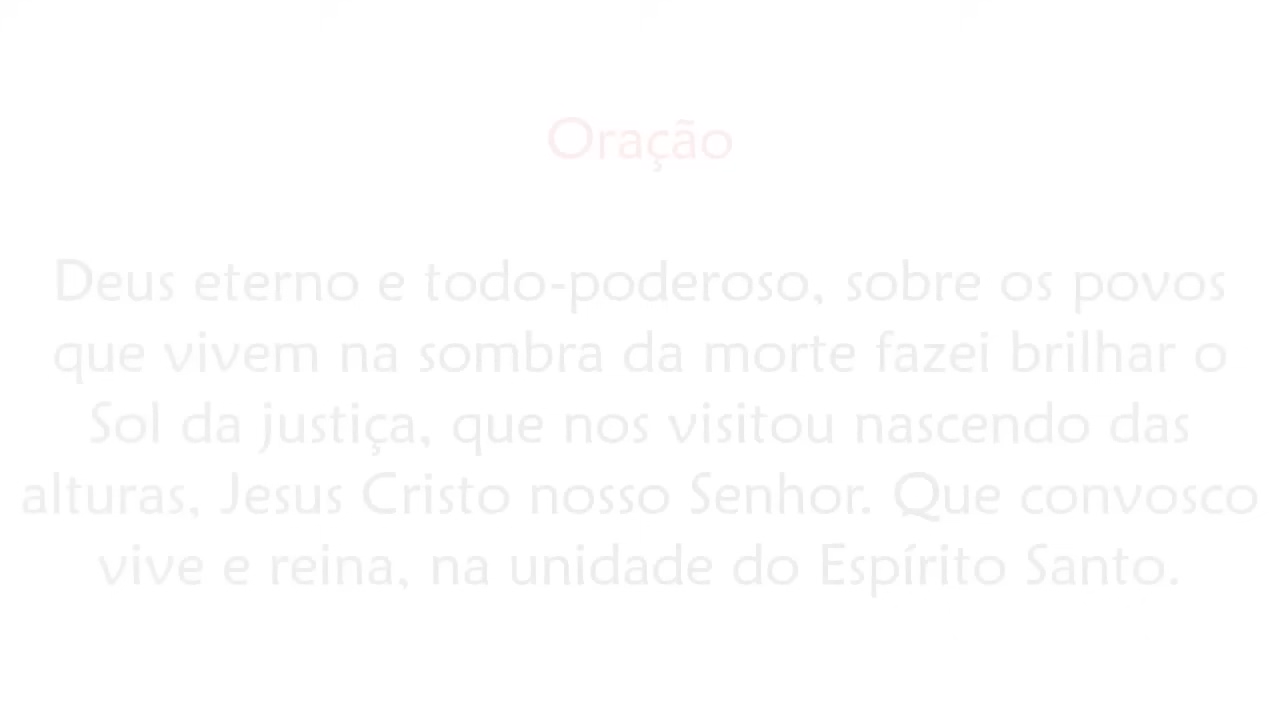 Oração
Deus eterno e todo-poderoso, sobre os povos
que vivem na sombra da morte fazei brilhar o
Sol da justiça, que nos visitou nascendo das
alturas, Jesus Cristo nosso Senhor. Que convosco
vive e reina, na unidade do Espírito Santo.